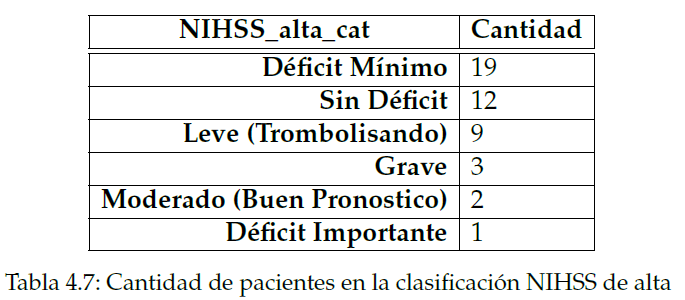 NIHSS_alta_cat Cantidad
Déficit Mínimo 19
Sin Déficit 12
Leve (Trombolisando) 9
Grave 3
Moderado (Buen Pronostico) 2
Déficit Importante 1
Tabla 4.7: Cantidad de pacientes en la clasificación NIHSS de alta